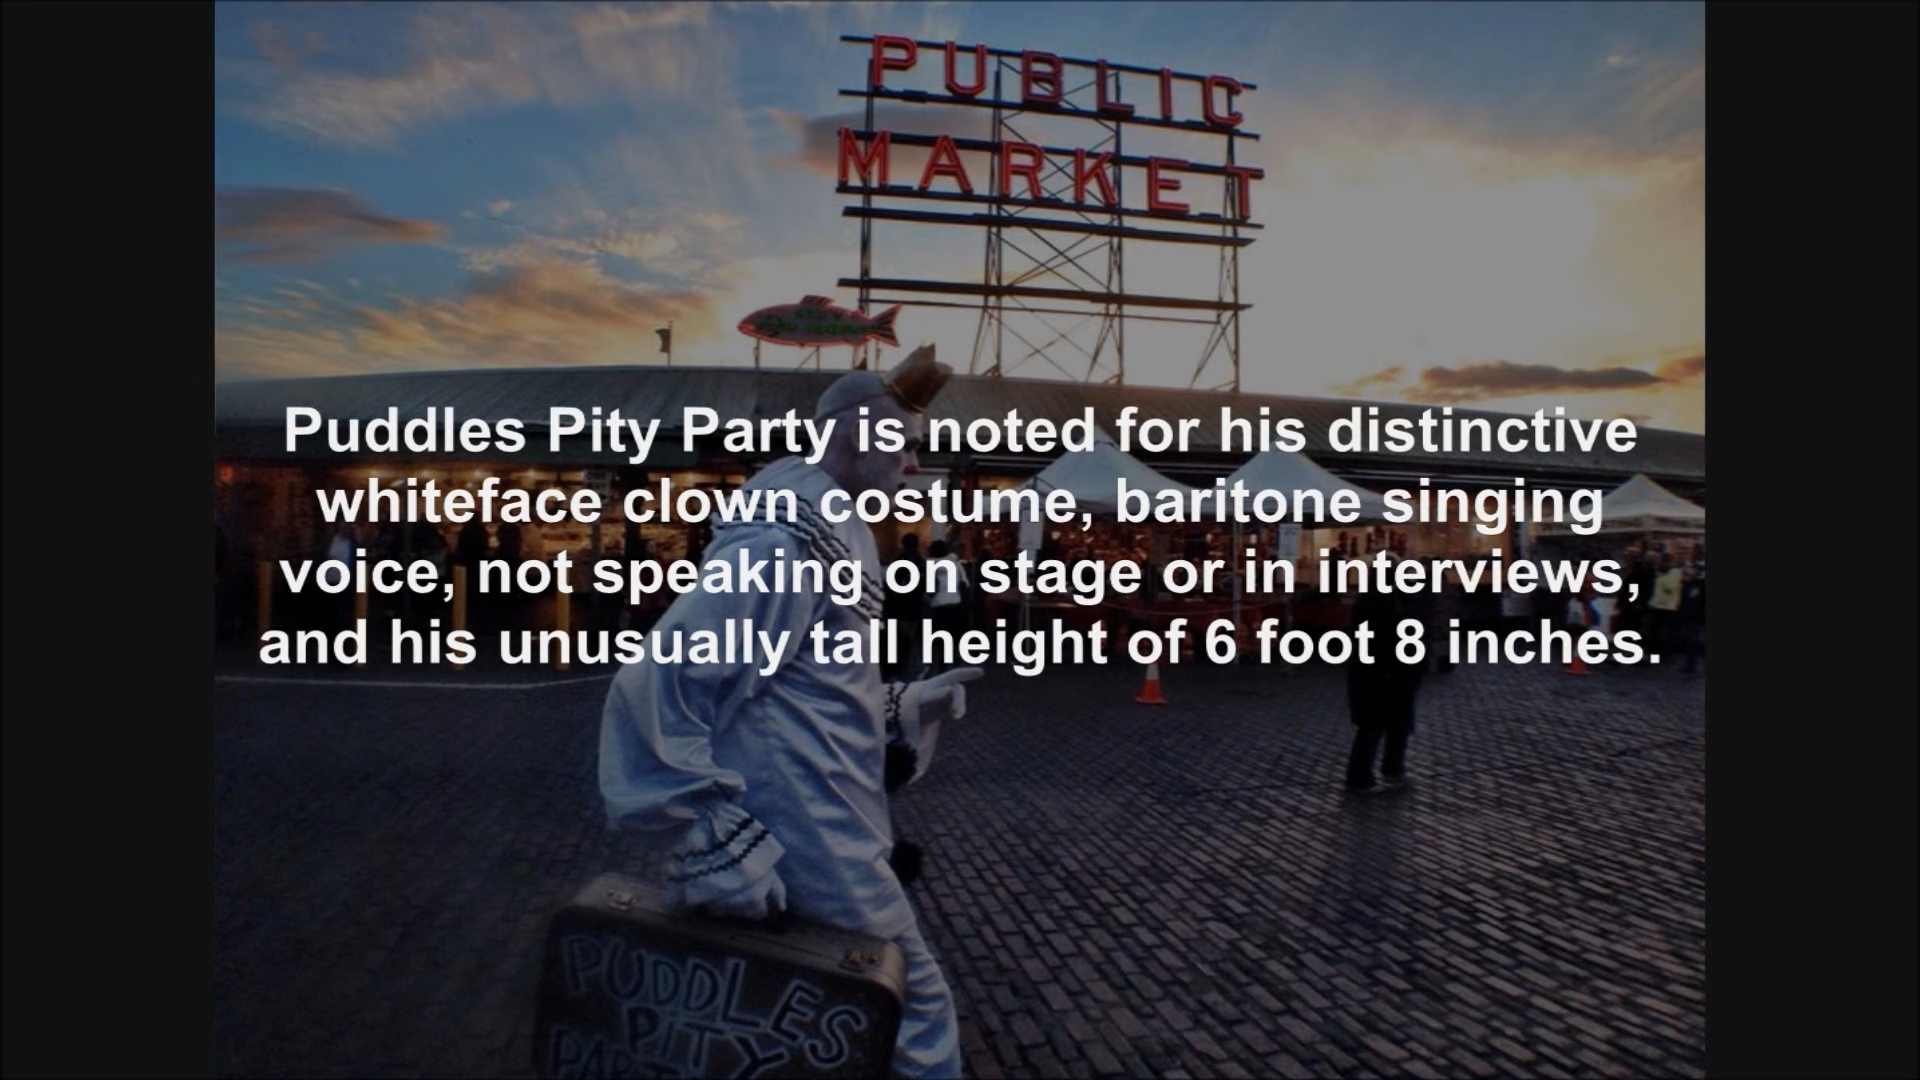 PUBLIC
MARKET
Puddles Pity Party is noted for his distinctive
whiteface clown costume, baritone singing
voice, not speaking on stage or in interviews,
and his unusually tall height of 6 foot 8 inches.
PUDDLES
PITY
PARTY